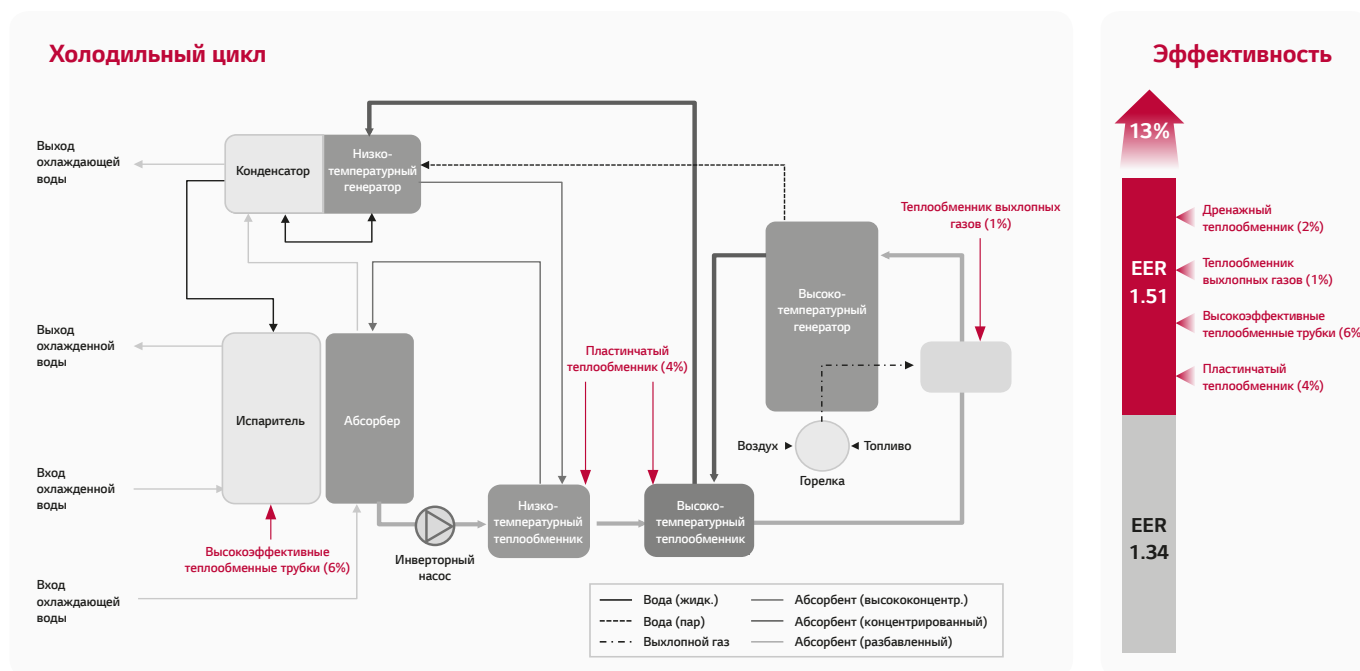 Холодильный цикл
Выход
охлаждающей
воды
Конденсатор
Низко-
температурный
генератор
Теплообменник выхлопных
газов (1%)
Высоко-
температурный
генератор
Выход
охлажденной
воды
Пластинчатый
теплообменник (4%)
Испаритель
Абсорбер
Воздух
Топливо
Горелка
Вход
охлажденной
воды
Низко-
температурный
теплообменник
Высоко-
температурный
теплообменник
Высокоэффективные
теплообменные трубки (6%)
Инверторный
насос
Вход
охлаждающей
воды
Вода (жидк.)
Абсорбент (высококонцентр.)
Вода (пар)
Абсорбент (концентрированный)
Выхлопной газ
Абсорбент (разбавленный)
Эффективность
13%
Дренажный
теплообменник (2%)
EER
1.51
Теплообменник
выхлопных газов (1%)
Высокоэффективные
теплообменные трубки (6%
Пластинчатый
теплообменник (4%)
EER
1.34